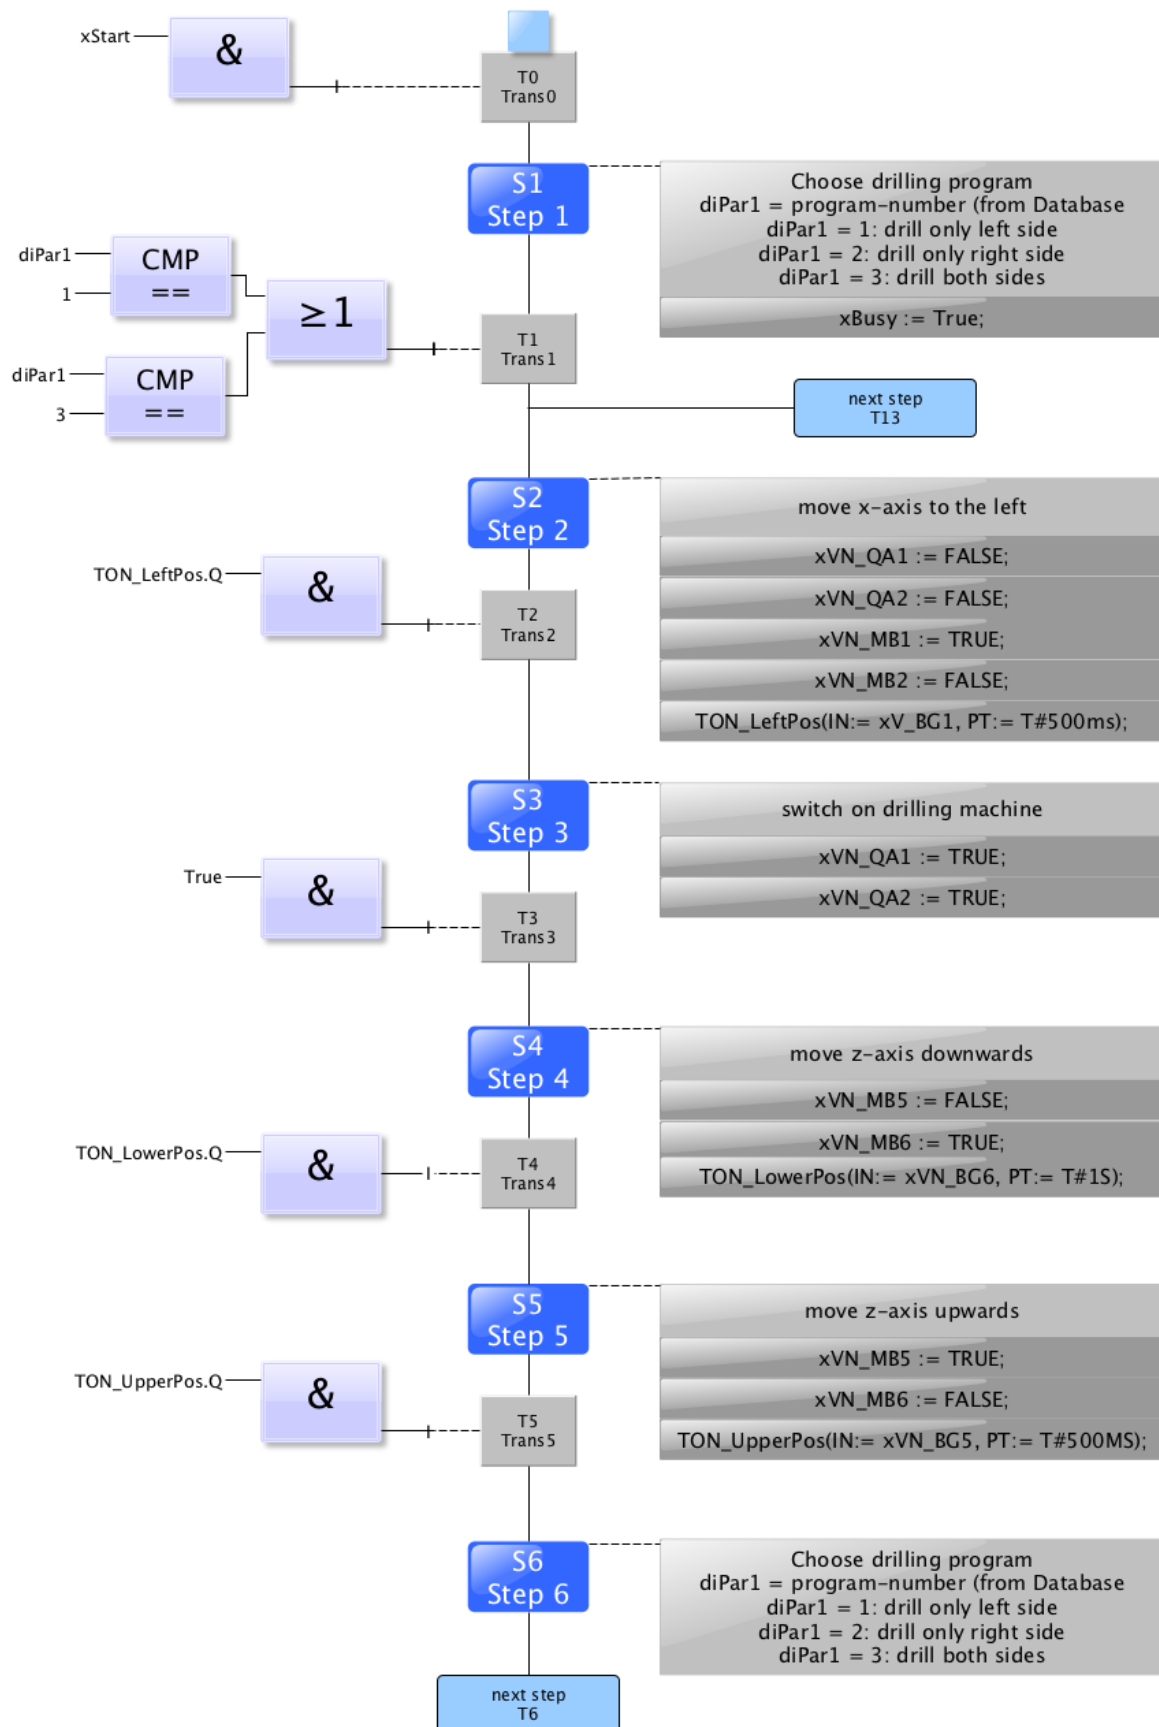 xStart
&
T0
Trans0
S1
Step 1
Choose drilling program
diPar1 = program-number (from Database
diPar1 = 1: drill only left side
diPar1 = 2: drill only right side
diPar1 = 3: drill both sides
xBusy := True;
diPar1
1
CMP
==
≥1
diPar1
3
CMP
==
T1
Trans1
next step
T13
S2
Step 2
move x-axis to the left
xVN_QA1 := FALSE;
xVN_QA2 := FALSE;
xVN_MB1 := TRUE;
xVN_MB2 := FALSE;
TON_LeftPos(IN:= xV_BG1, PT:= T#500ms);
TON_LeftPos.Q
&
T2
Trans2
S3
Step 3
switch on drilling machine
xVN_QA1 := TRUE;
xVN_QA2 := TRUE;
True
&
T3
Trans3
S4
Step 4
move z-axis downwards
xVN_MB5 := FALSE;
xVN_MB6 := TRUE;
TON_LowerPos(IN:= xVN_BG6, PT:= T#1S);
TON_LowerPos.Q
&
T4
Trans4
S5
Step 5
move z-axis upwards
xVN_MB5 := TRUE;
xVN_MB6 := FALSE;
TON_UpperPos(IN:= xVN_BG5, PT:= T#500MS);
TON_UpperPos.Q
&
T5
Trans5
S6
Step 6
Choose drilling program
diPar1 = program-number (from Database
diPar1 = 1: drill only left side
diPar1 = 2: drill only right side
diPar1 = 3: drill both sides
next step
T6